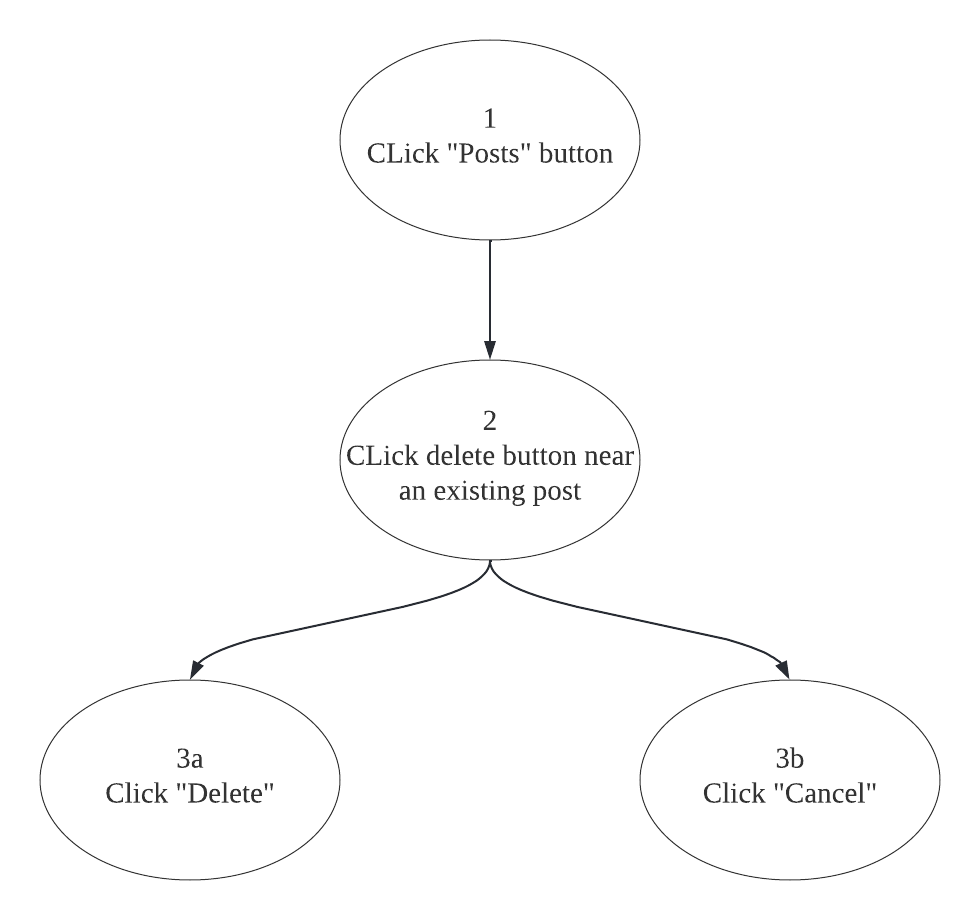 1
CLick "Posts" button
2
CLick delete button near
an existing post
3a
Click "Delete"
3b
Click "Cancel"